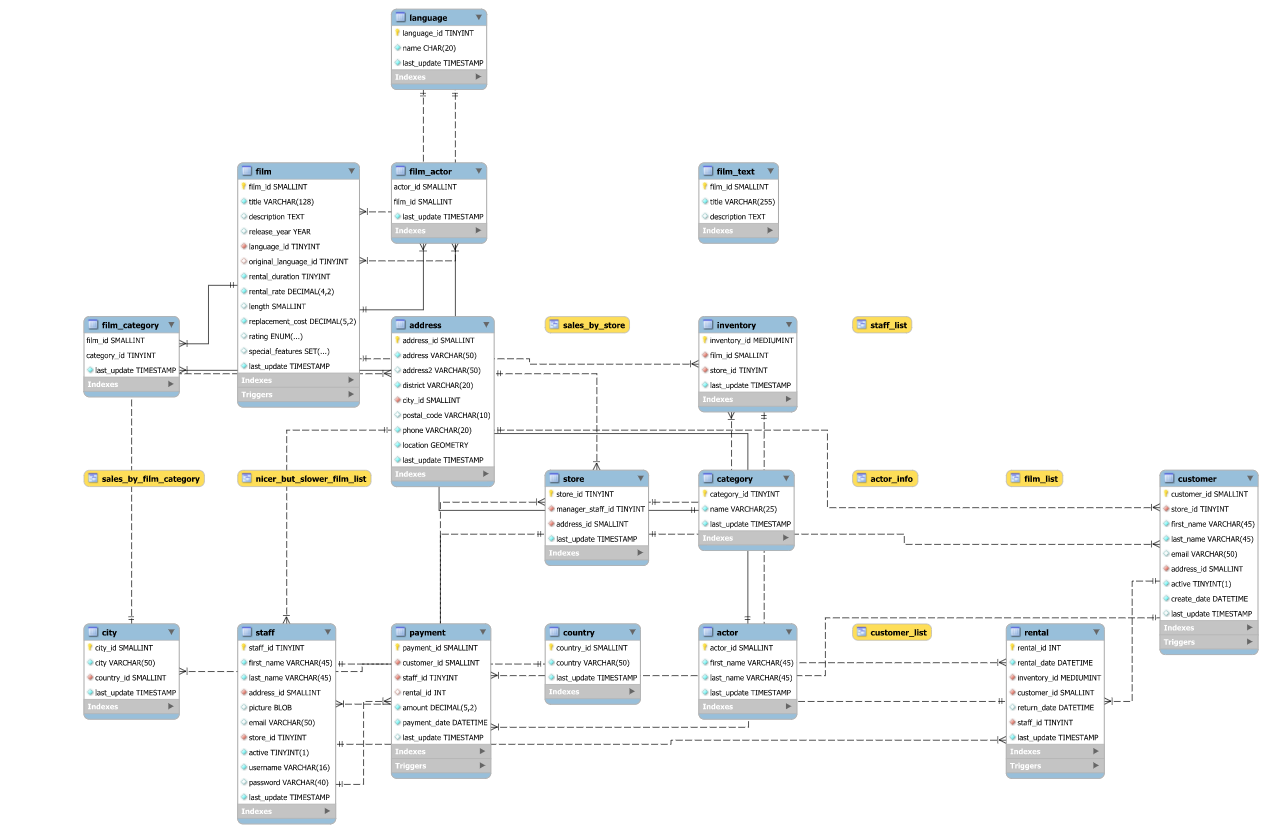 language
language_id TINYINT
name CHAR(20)
last_update TIMESTAMP
Indexes
film
film_id SMALLINT
title VARCHAR(128)
description TEXT
release_year YEAR
language_id TINYINT
original_language_id TINYINT
rental_duration TINYINT
rental_rate DECIMAL(4,2)
length SMALLINT
replacement_cost DECIMAL(5,2)
rating ENUM(...)
special_features SET(...)
last_update TIMESTAMP
Indexes
Triggers
film_actor
actor_id SMALLINT
film_id SMALLINT
last_update TIMESTAMP
Indexes
film_text
film_id SMALLINT
title VARCHAR(255)
description TEXT
Indexes
film_category
film_id SMALLINT
category_id TINYINT
last_update TIMESTAMP
Indexes
address
address_id SMALLINT
address VARCHAR(50)
address2 VARCHAR(50)
district VARCHAR(20)
city_id SMALLINT
postal_code VARCHAR(10)
phone VARCHAR(20)
location GEOMETRY
last_update TIMESTAMP
Indexes
sales_by_store
inventory
inventory_id MEDIUMINT
film_id SMALLINT
store_id TINYINT
last_update TIMESTAMP
Indexes
staff_list
sales_by_film_category
nicer_but_slower_film_list
store
store_id TINYINT
manager_staff_id TINYINT
address_id SMALLINT
last_update TIMESTAMP
Indexes
category
category_id TINYINT
name VARCHAR(25)
last_update TIMESTAMP
Indexes
actor_info
film_list
customer
customer_id SMALLINT
store_id TINYINT
first_name VARCHAR(45)
last_name VARCHAR(45)
email VARCHAR(50)
address_id SMALLINT
active TINYINT(1)
create_date DATETIME
last_update TIMESTAMP
Indexes
Triggers
city
city_id SMALLINT
city VARCHAR(50)
country_id SMALLINT
last_update TIMESTAMP
Indexes
staff
staff_id TINYINT
first_name VARCHAR(45)
last_name VARCHAR(45)
address_id SMALLINT
picture BLOB
email VARCHAR(50)
store_id TINYINT
active TINYINT(1)
username VARCHAR(16)
password VARCHAR(40)
last_update TIMESTAMP
Indexes
payment
payment_id SMALLINT
customer_id SMALLINT
staff_id TINYINT
rental_id INT
amount DECIMAL(5,2)
payment_date DATETIME
last_update TIMESTAMP
Indexes
Triggers
country
country_id SMALLINT
country VARCHAR(50)
last_update TIMESTAMP
Indexes
actor
actor_id SMALLINT
first_name VARCHAR(45)
last_name VARCHAR(45)
last_update TIMESTAMP
Indexes
customer_list
rental
rental_id INT
rental_date DATETIME
inventory_id MEDIUMINT
customer_id SMALLINT
return_date DATETIME
staff_id TINYINT
last_update TIMESTAMP
Indexes
Triggers